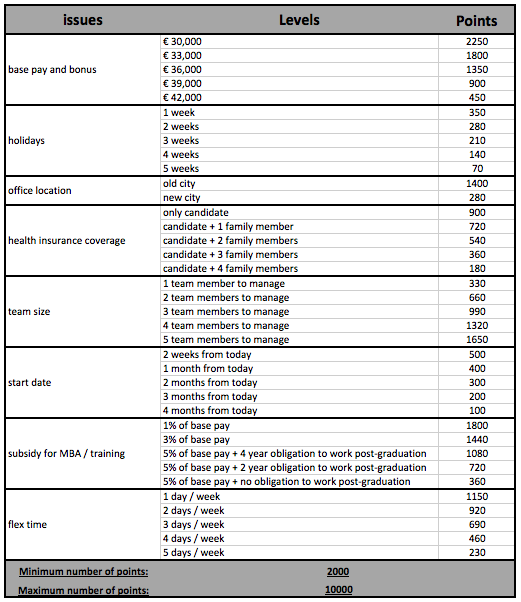 issues Levels Points
base pay and bonus
€ 30,000 2250
€ 33,000 1800
€ 36,000 1350
€ 39,000 900
€ 42,000 450
holidays
1 week 350
2 weeks 280
3 weeks 210
4 weeks 140
5 weeks 70
office location
old city 1400
new city 280
health insurance coverage
only candidate 900
candidate + 1 family member 720
candidate + 2 family members 540
candidate + 3 family members 360
candidate + 4 family members 180
team size
1 team member to manage 330
2 team members to manage 660
3 team members to manage 990
4 team members to manage 1320
5 team members to manage 1650
start date
2 weeks from today 500
1 month from today 400
2 months from today 300
3 months from today 200
4 months from today 100
subsidy for MBA / training
1% of base pay 1800
3% of base pay 1440
5% of base pay + 4 year obligation to work post-graduation 1080
5% of base pay + 2 year obligation to work post-graduation 720
5% of base pay + no obligation to work post-graduation 360
flex time
1 day / week 1150
2 days / week 920
3 days / week 690
4 days / week 460
5 days / week 230
Minimum number of points: 2000
Maximum number of points: 10000